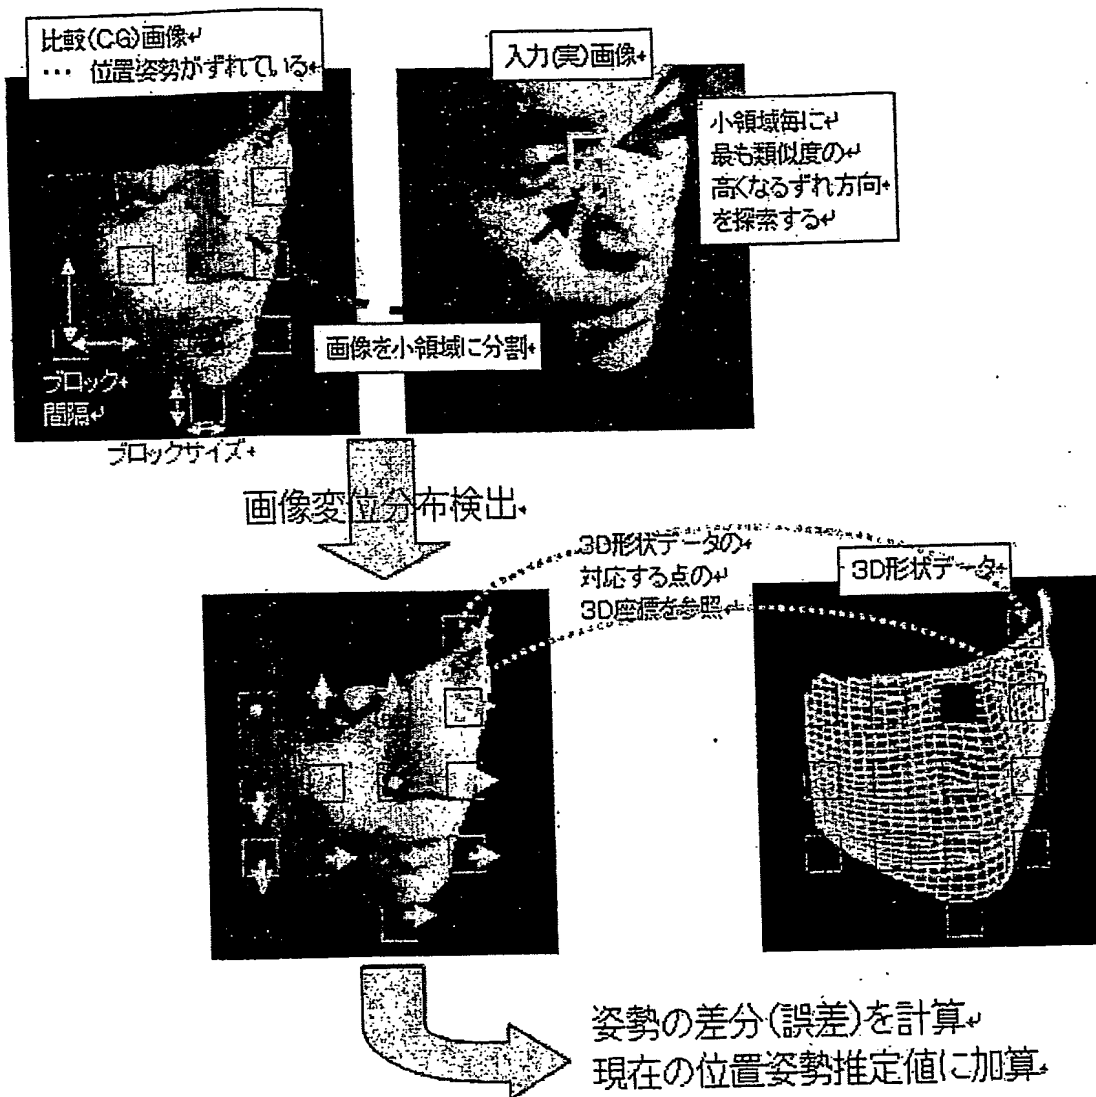 比較(CG)画像↵
… 位置姿勢がずれている↵
入力(実)画像↵
小領域毎に↵
最も類似度の↵
高くなるずれ方向↵
を探索する↵
画像を小領域に分割↵
ブロック↵
間隔↵
ブロックサイズ↵
画像変位分布検出↵
3D形状データの↵
対応する点の↵
3D座標を参照↵
3D形状データ↵
姿勢の差分(誤差)を計算↵
現在の位置姿勢推定値に加算↵